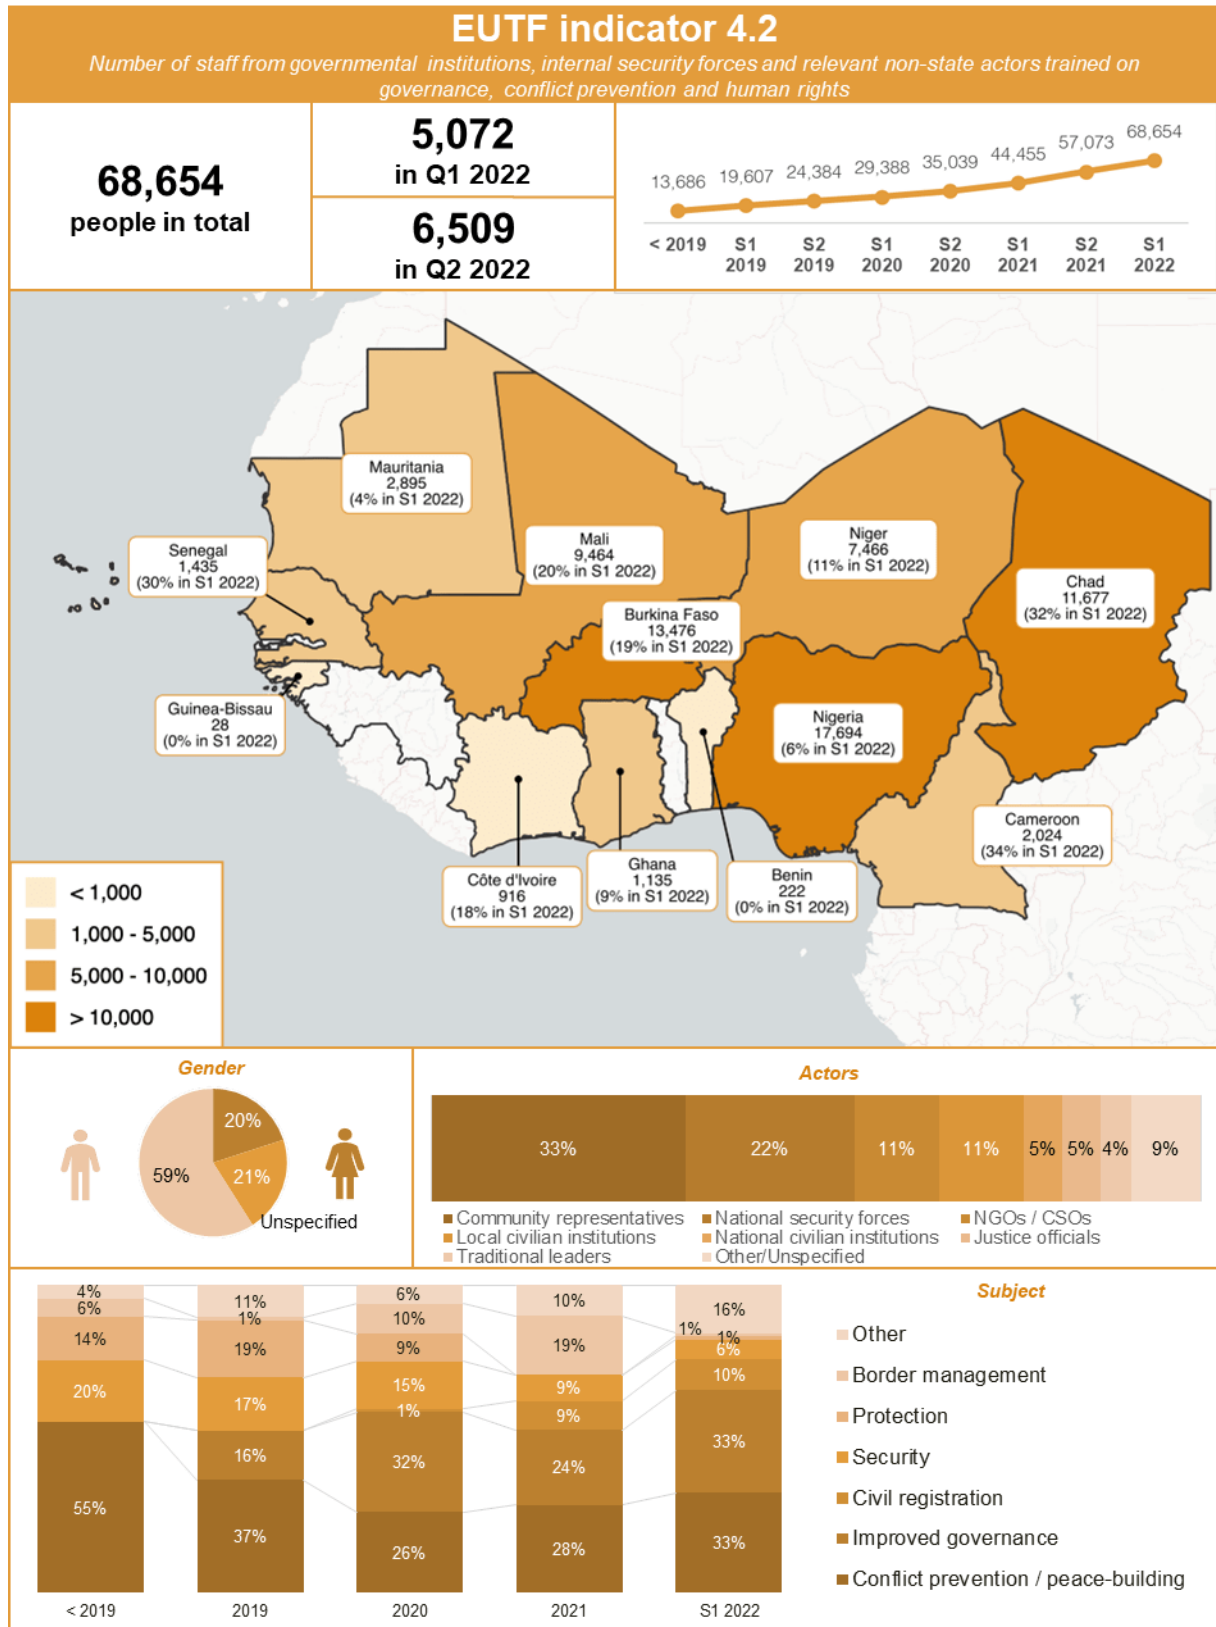 EUTF indicator 4.2
Number of staff from governmental institutions, internal security forces and relevant non-state actors trained on
governance, conflict prevention and human rights
68,654
people in total
5,072
in Q1 2022
6,509
in Q2 2022
13,686 19,607 24,384 29,388 35,039 44,455 57,073 68,654
< 2019 S1 2019 S2 2019 S1 2020 S2 2020 S1 2021 S2 2021 S1 2022
Mauritania
2,895
(4% in S1 2022)
Senegal
1,435
(30% in S1 2022)
Mali
9,464
(20% in S1 2022)
Niger
7,466
(11% in S1 2022)
Chad
11,677
(32% in S1 2022)
Burkina Faso
13,476
(19% in S1 2022)
Guinea-Bissau
28
(0% in S1 2022)
Nigeria
17,694
(6% in S1 2022)
Cameroon
2,024
(34% in S1 2022)
Côte d'Ivoire
916
(18% in S1 2022)
Ghana
1,135
(9% in S1 2022)
Benin
222
(0% in S1 2022)
< 1,000
1,000 - 5,000
5,000 - 10,000
> 10,000
Gender
20%
21%
59%
Unspecified
Actors
33% 22% 11% 11% 5% 5% 4% 9%
Community representatives National security forces NGOs / CSOs
Local civilian institutions National civilian institutions Justice officials
Traditional leaders Other/Unspecified
4%
6%
14%
20%
55%
< 2019
11%
1%
19%
17%
16%
37%
2019
6%
10%
9%
15%
1%
32%
26%
2020
10%
19%
9%
9%
24%
28%
2021
16%
1%
1%
6%
10%
33%
33%
S1 2022
Subject
Other
Border management
Protection
Security
Civil registration
Improved governance
Conflict prevention / peace-building